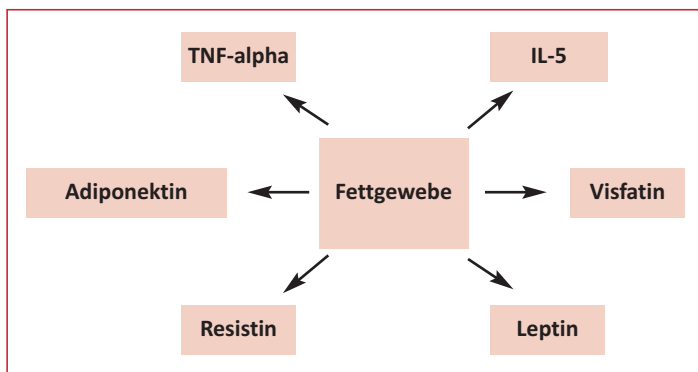 TNF-alpha
IL-5
Adiponektin
Fettgewebe
Visfatin
Resistin
Leptin